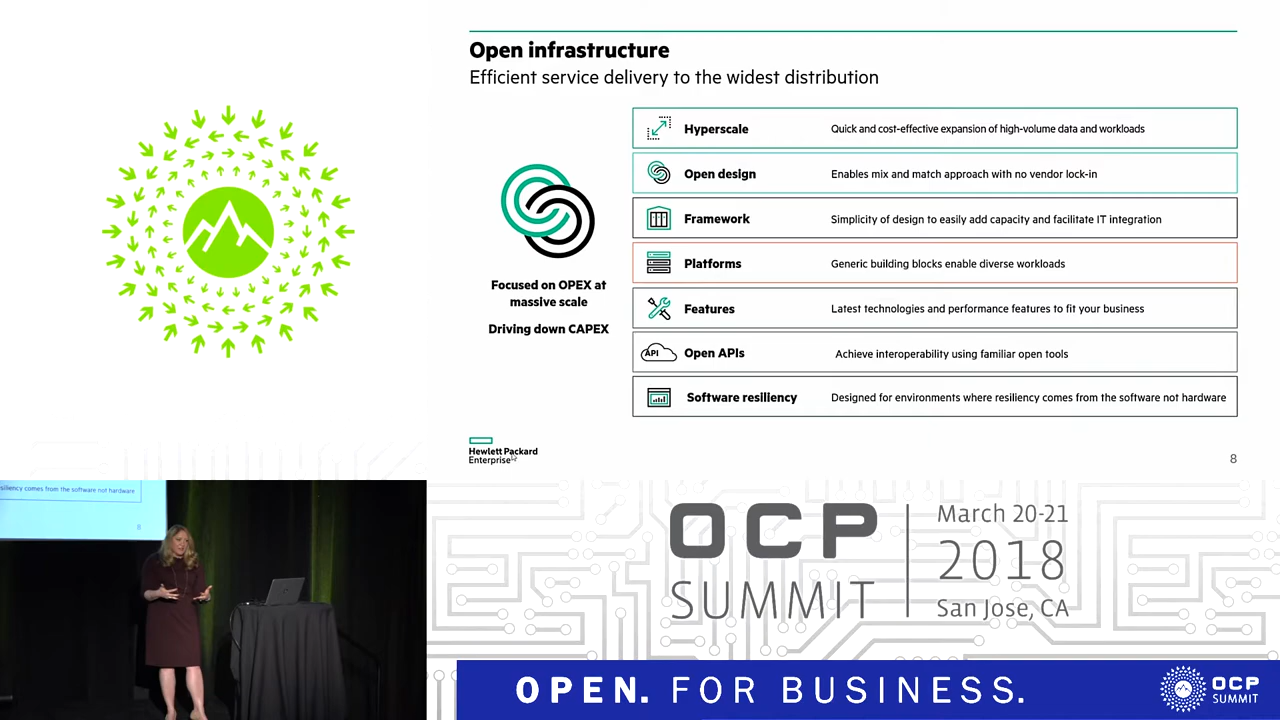 Open infrastructure
Efficient service delivery to the widest distribution
Hyperscale
Quick and cost-effective expansion of high-volume data and workloads
Open design
Enables mix and match approach with no vendor lock-in
Framework
Simplicity of design to easily add capacity and facilitate IT integration
Platforms
Generic building blocks enable diverse workloads
Features
Latest technologies and performance features to fit your business
API
Open APIs
Achieve interoperability using familiar open tools
Software resiliency
Designed for environments where resiliency comes from the software not hardware
Focused on OPEX at
massive scale
Driving down CAPEX
Hewlett Packard
Enterprise
8
siliency comes from the software not hardware
8
OCP
SUMMIT
March 20-21
2018
San Jose, CA
OPEN. FOR BUSINESS.
OCP
SUMMIT